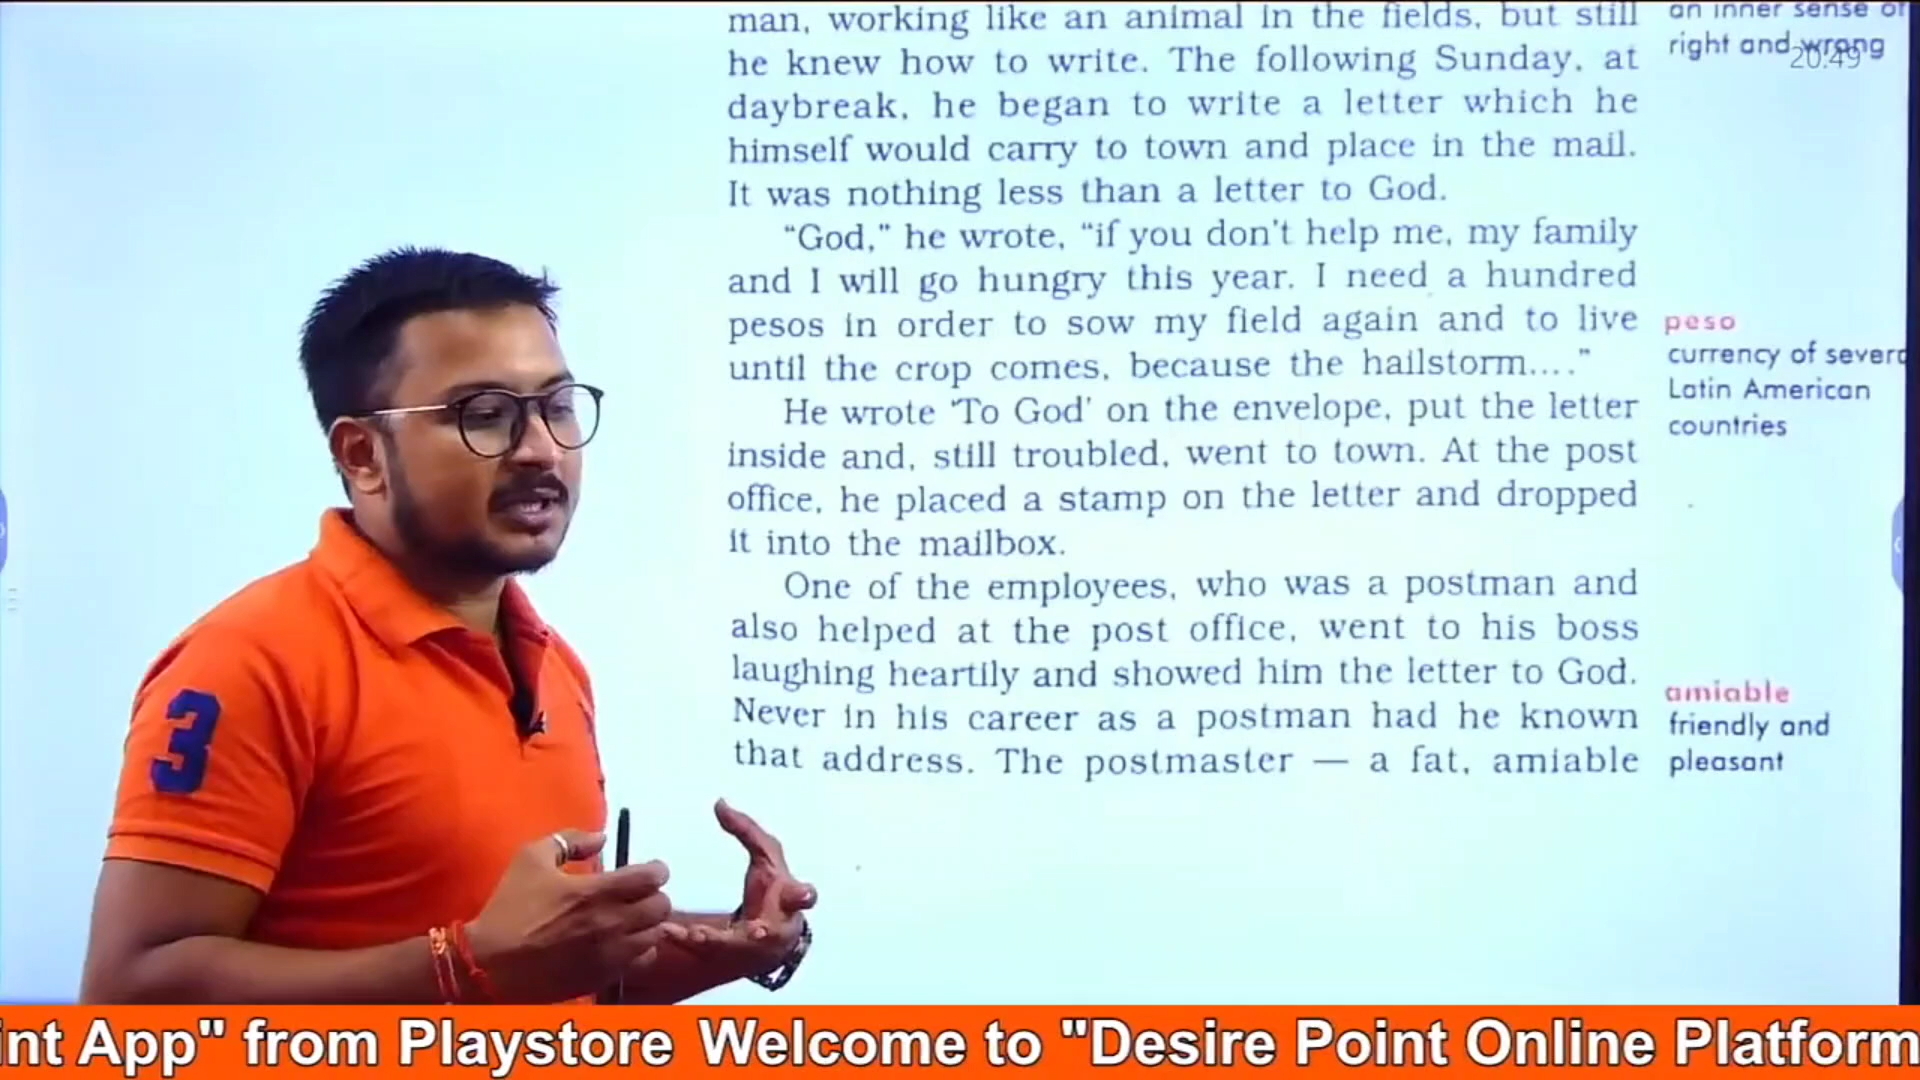 man, working like an animal in the fields, but still
he knew how to write. The following Sunday, at
daybreak, he began to write a letter which he
himself would carry to town and place in the mail.
It was nothing less than a letter to God.
“God,” he wrote, “if you don't help me, my family
and I will go hungry this year. I need a hundred
pesos in order to sow my field again and to live
until the crop comes, because the hailstorm....”
He wrote ‘To God’ on the envelope, put the letter
inside and, still troubled, went to town. At the post
office, he placed a stamp on the letter and dropped
it into the mailbox.
One of the employees, who was a postman and
also helped at the post office, went to his boss
laughing heartily and showed him the letter to God.
Never in his career as a postman had he known
that address. The postmaster — a fat, amiable
an inner sense of
right and wrong
20:49
peso
currency of severa
Latin American
countries
amiable
friendly and
pleasant
3
int App" from Playstore Welcome to "Desire Point Online Platform